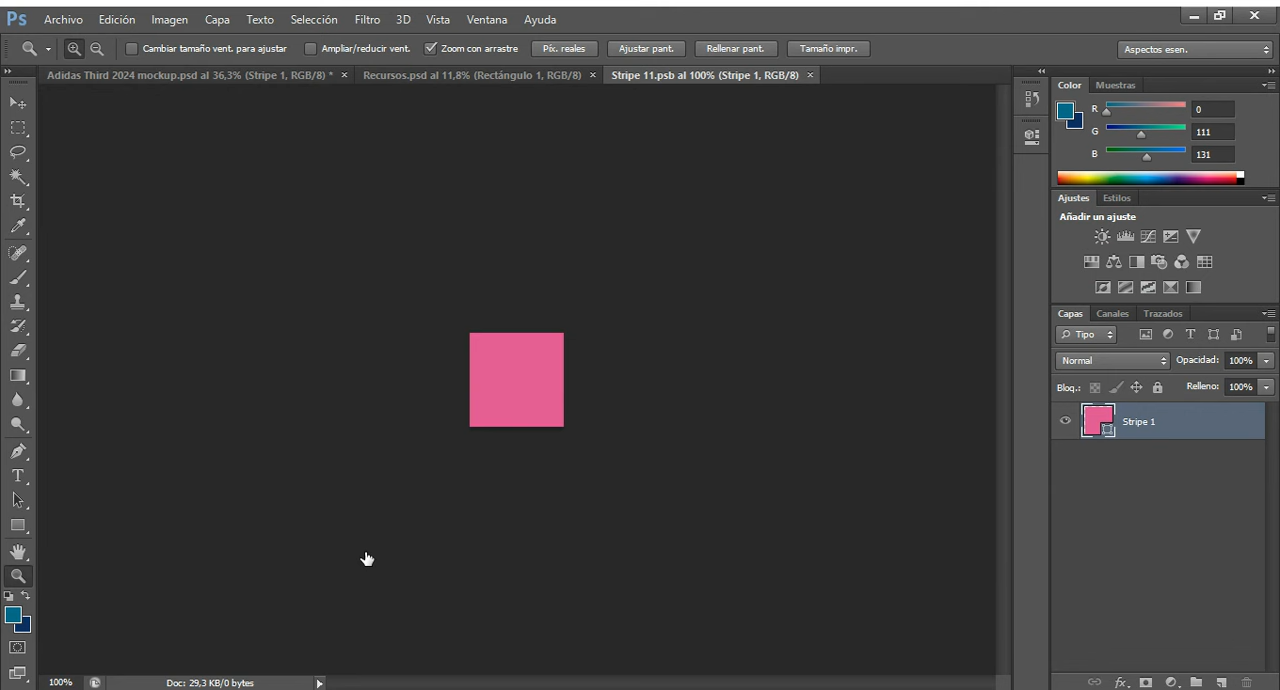 Ps Archivo Edición Imagen Capa Texto Selección Filtro 3D Vista Ventana Ayuda
Cambiar tamaño vent. para ajustar Ampliar/reducir vent. Zoom con arrastre Píx. reales Ajustar pant. Rellenar pant. Tamaño impr. Aspectos esen.
Adidas Third 2024 mockup.psd al 36,3% (Stripe 1, RGB/8) * × Recursos.psd al 11,8% (Rectángulo 1, RGB/8) × Stripe 11.psb al 100% (Stripe 1, RGB/8) ×
Color Muestras
R 0
G 111
B 131
Ajustes Estilos
Añadir un ajuste
Capas Canales Trazados
Tipo
Normal Opacidad: 100%
Bloq.: Relleno: 100%
Stripe 1
100% Doc: 29,3 KB/0 bytes